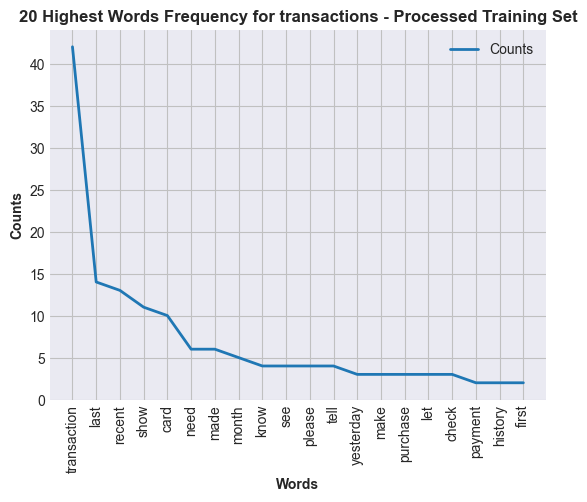 20 Highest Words Frequency for transactions - Processed Training Set
Counts
40
35
30
25
20
15
10
5
0
Counts
transaction
last
recent
show
card
need
made
month
know
see
please
tell
yesterday
make
purchase
let
check
payment
history
first
Words